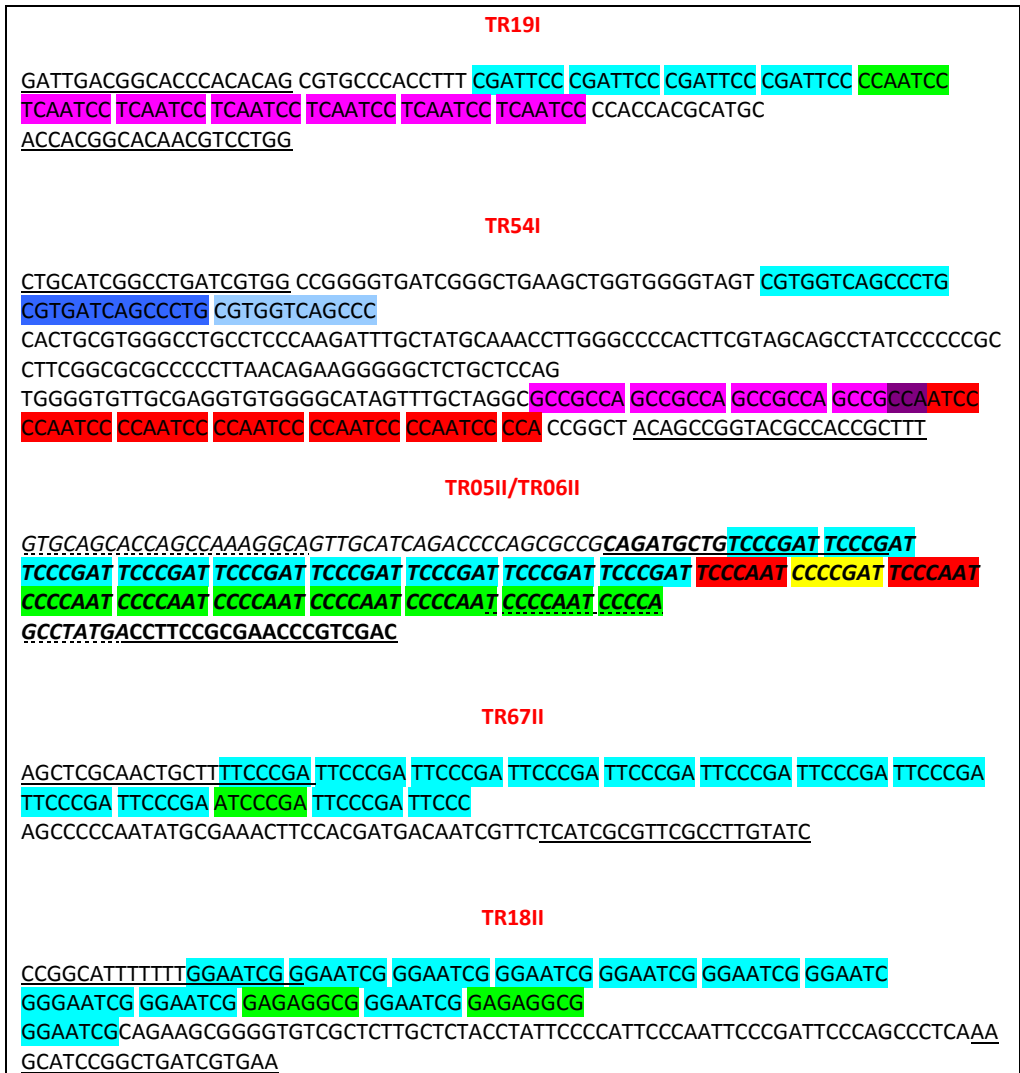 TR19I
GATTGACGGCACCCACACAG CGTGCCCACCTTT CGATTCC CGATTCC CGATTCC CGATTCC CCAATCC
TCAATCC TCAATCC TCAATCC TCAATCC TCAATCC TCAATCC CCACCACGCATGC
ACCACGGCACAACGTCCTGG
TR54I
CTGCATCGGCCTGATCGTGG CCGGGGTGATCGGGCTGAAGCTGGTGGGGTAGT CGTGGTCAGCCCTG
CGTGATCAGCCCTG CGTGGTCAGCCC
CACTGCGTGGGCCTGCCTCCCAAGATTTGCTATGCAAACCTTGGGCCCCACTTCGTAGCAGCCTATCCCCCCGC
CTTCGGCGCGCCCCCTTAACAGAAGGGGGCTCTGCTCCAG
TGGGGTGTTGCGAGGTGTGGGGCATAGTTTGCTAGGCGCCGCCA GCCGCCA GCCGCCA GCCGCCAATCC
CCAATCC CCAATCC CCAATCC CCAATCC CCAATCC CCA CCGGCT ACAGCCGGTACGCCACCGCTTT
TR05II/TR06II
GTGCAGCACCAGCCAAAGGCAGTTGCATCAGACCCCAGCGCCGCAGATGCTGTCCCGAT TCCCGAT
TCCCGAT TCCCGAT TCCCGAT TCCCGAT TCCCGAT TCCCGAT TCCCGAT TCCCAAT CCCCGAT TCCCAAT
CCCCAAT CCCCAAT CCCCAAT CCCCAAT CCCCAAT CCCCAAT CCCCA
GCCTATGACCTTCCGCGAACCCGTCGAC
TR67II
AGCTCGCAACTGCTTTTCCCGA TTCCCGA TTCCCGA TTCCCGA TTCCCGA TTCCCGA TTCCCGA TTCCCGA
TTCCCGA TTCCCGA ATCCCGA TTCCCGA TTCCC
AGCCCCCAATATGCGAAACTTCCACGATGACAATCGTTCTCATCGCGTTCGCCTTGTATC
TR18II
CCGGCATTTTTTTGGAATCG GGAATCG GGAATCG GGAATCG GGAATCG GGAATCG GGAATC
GGGAATCG GGAATCG GAGAGGCG GGAATCG GAGAGGCG
GGAATCGCAGAAGCGGGGTGTCGCTCTTGCTCTACCTATTCCCCATTCCCAATTCCCGATTCCCAGCCCTCAAA
GCATCCGGCTGATCGTGAA